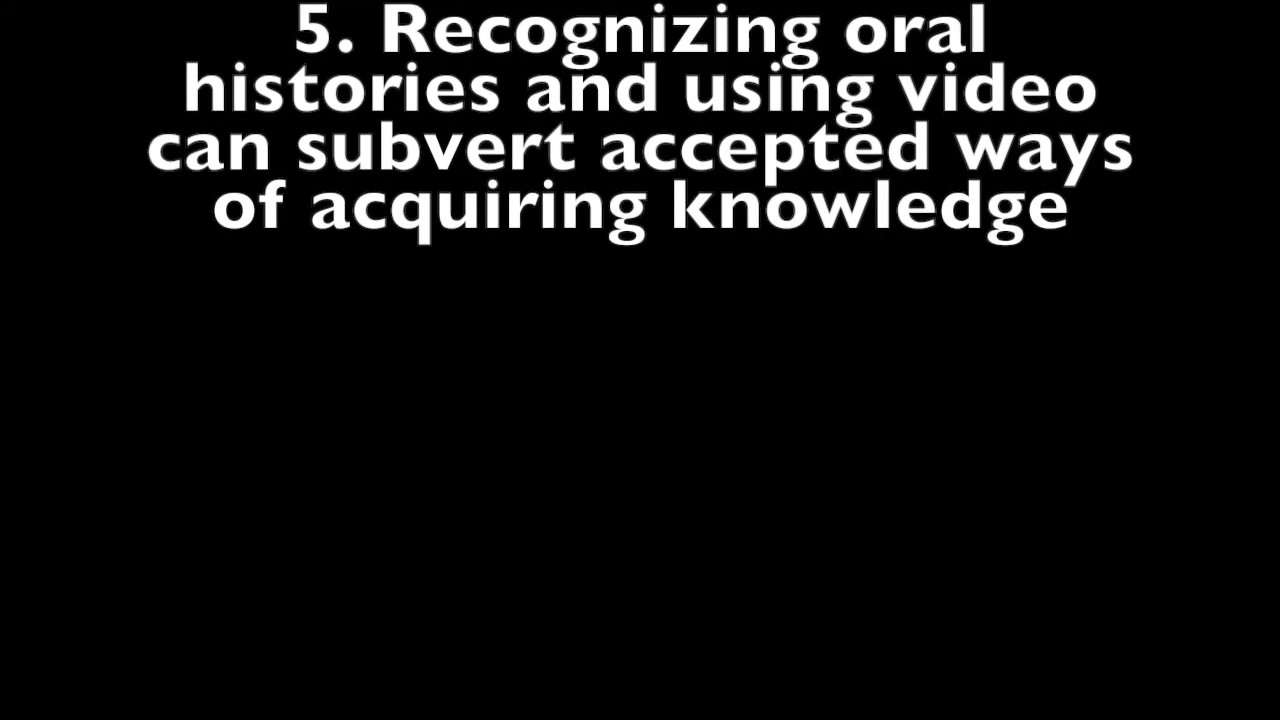 5. Recognizing oral
histories and using video
can subvert accepted ways
of acquiring knowledge